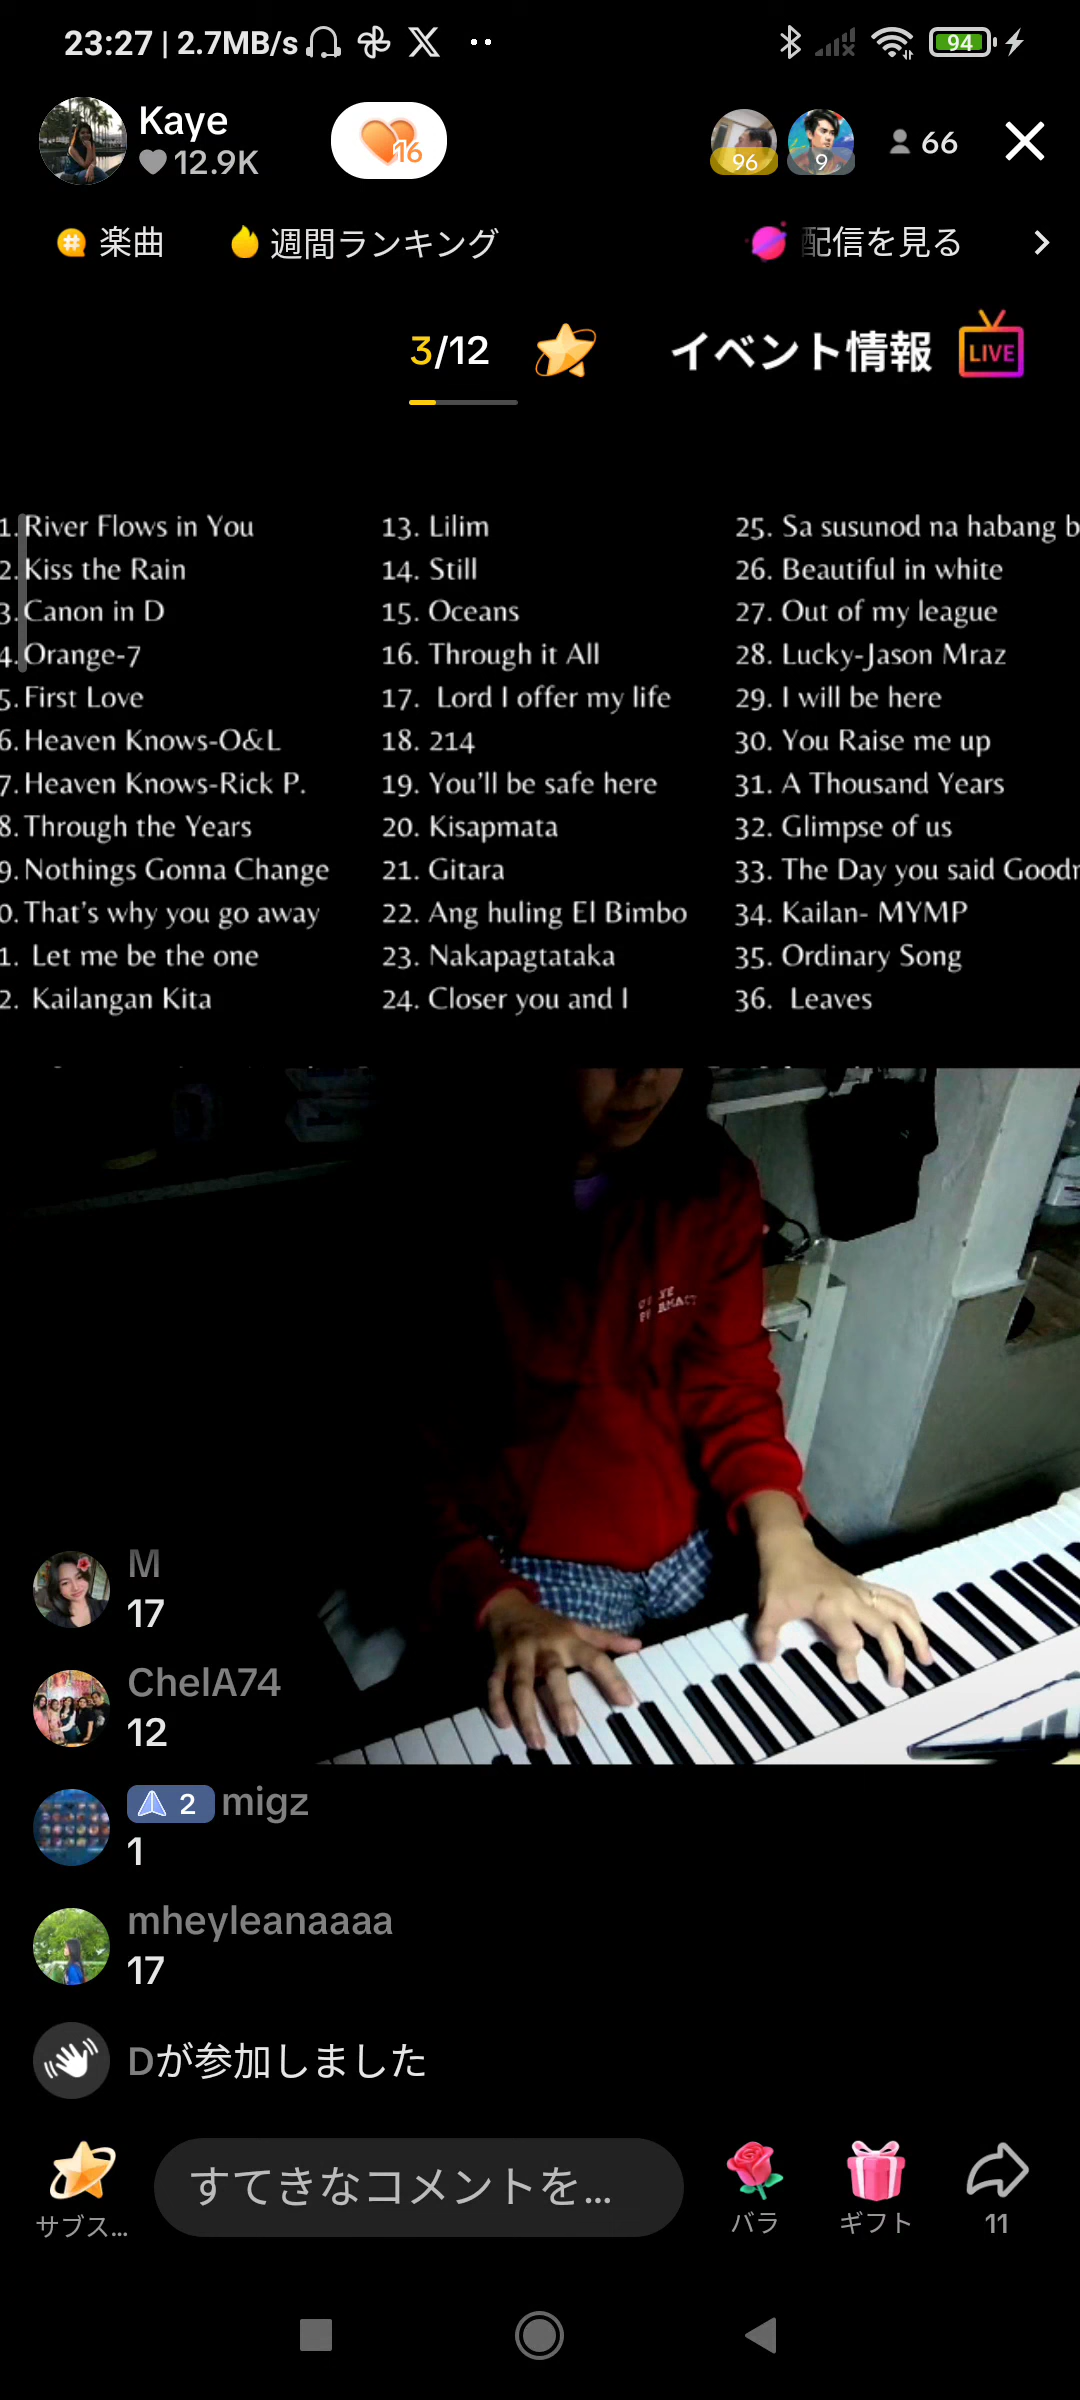 23:27 | 2.7MB/s
94
Kaye
12.9K
16
96
9
66
楽曲
週間ランキング
配信を見る
3/12
イベント情報
LIVE
1. River Flows in You
2. Kiss the Rain
3. Canon in D
4. Orange-7
5. First Love
6. Heaven Knows-O&L
7. Heaven Knows-Rick P.
8. Through the Years
9. Nothings Gonna Change
0. That's why you go away
1. Let me be the one
2. Kailangan Kita
13. Lilim
14. Still
15. Oceans
16. Through it All
17. Lord I offer my life
18. 214
19. You'll be safe here
20. Kisapmata
21. Gitara
22. Ang huling El Bimbo
23. Nakapagtataka
24. Closer you and I
25. Sa susunod na habang b
26. Beautiful in white
27. Out of my league
28. Lucky-Jason Mraz
29. I will be here
30. You Raise me up
31. A Thousand Years
32. Glimpse of us
33. The Day you said Good
34. Kailan- MYMP
35. Ordinary Song
36. Leaves
M
17
ChelA74
12
2 migz
1
mheyleanaaaa
17
Dが参加しました
サブス...
すてきなコメントを...
バラ
ギフト
11